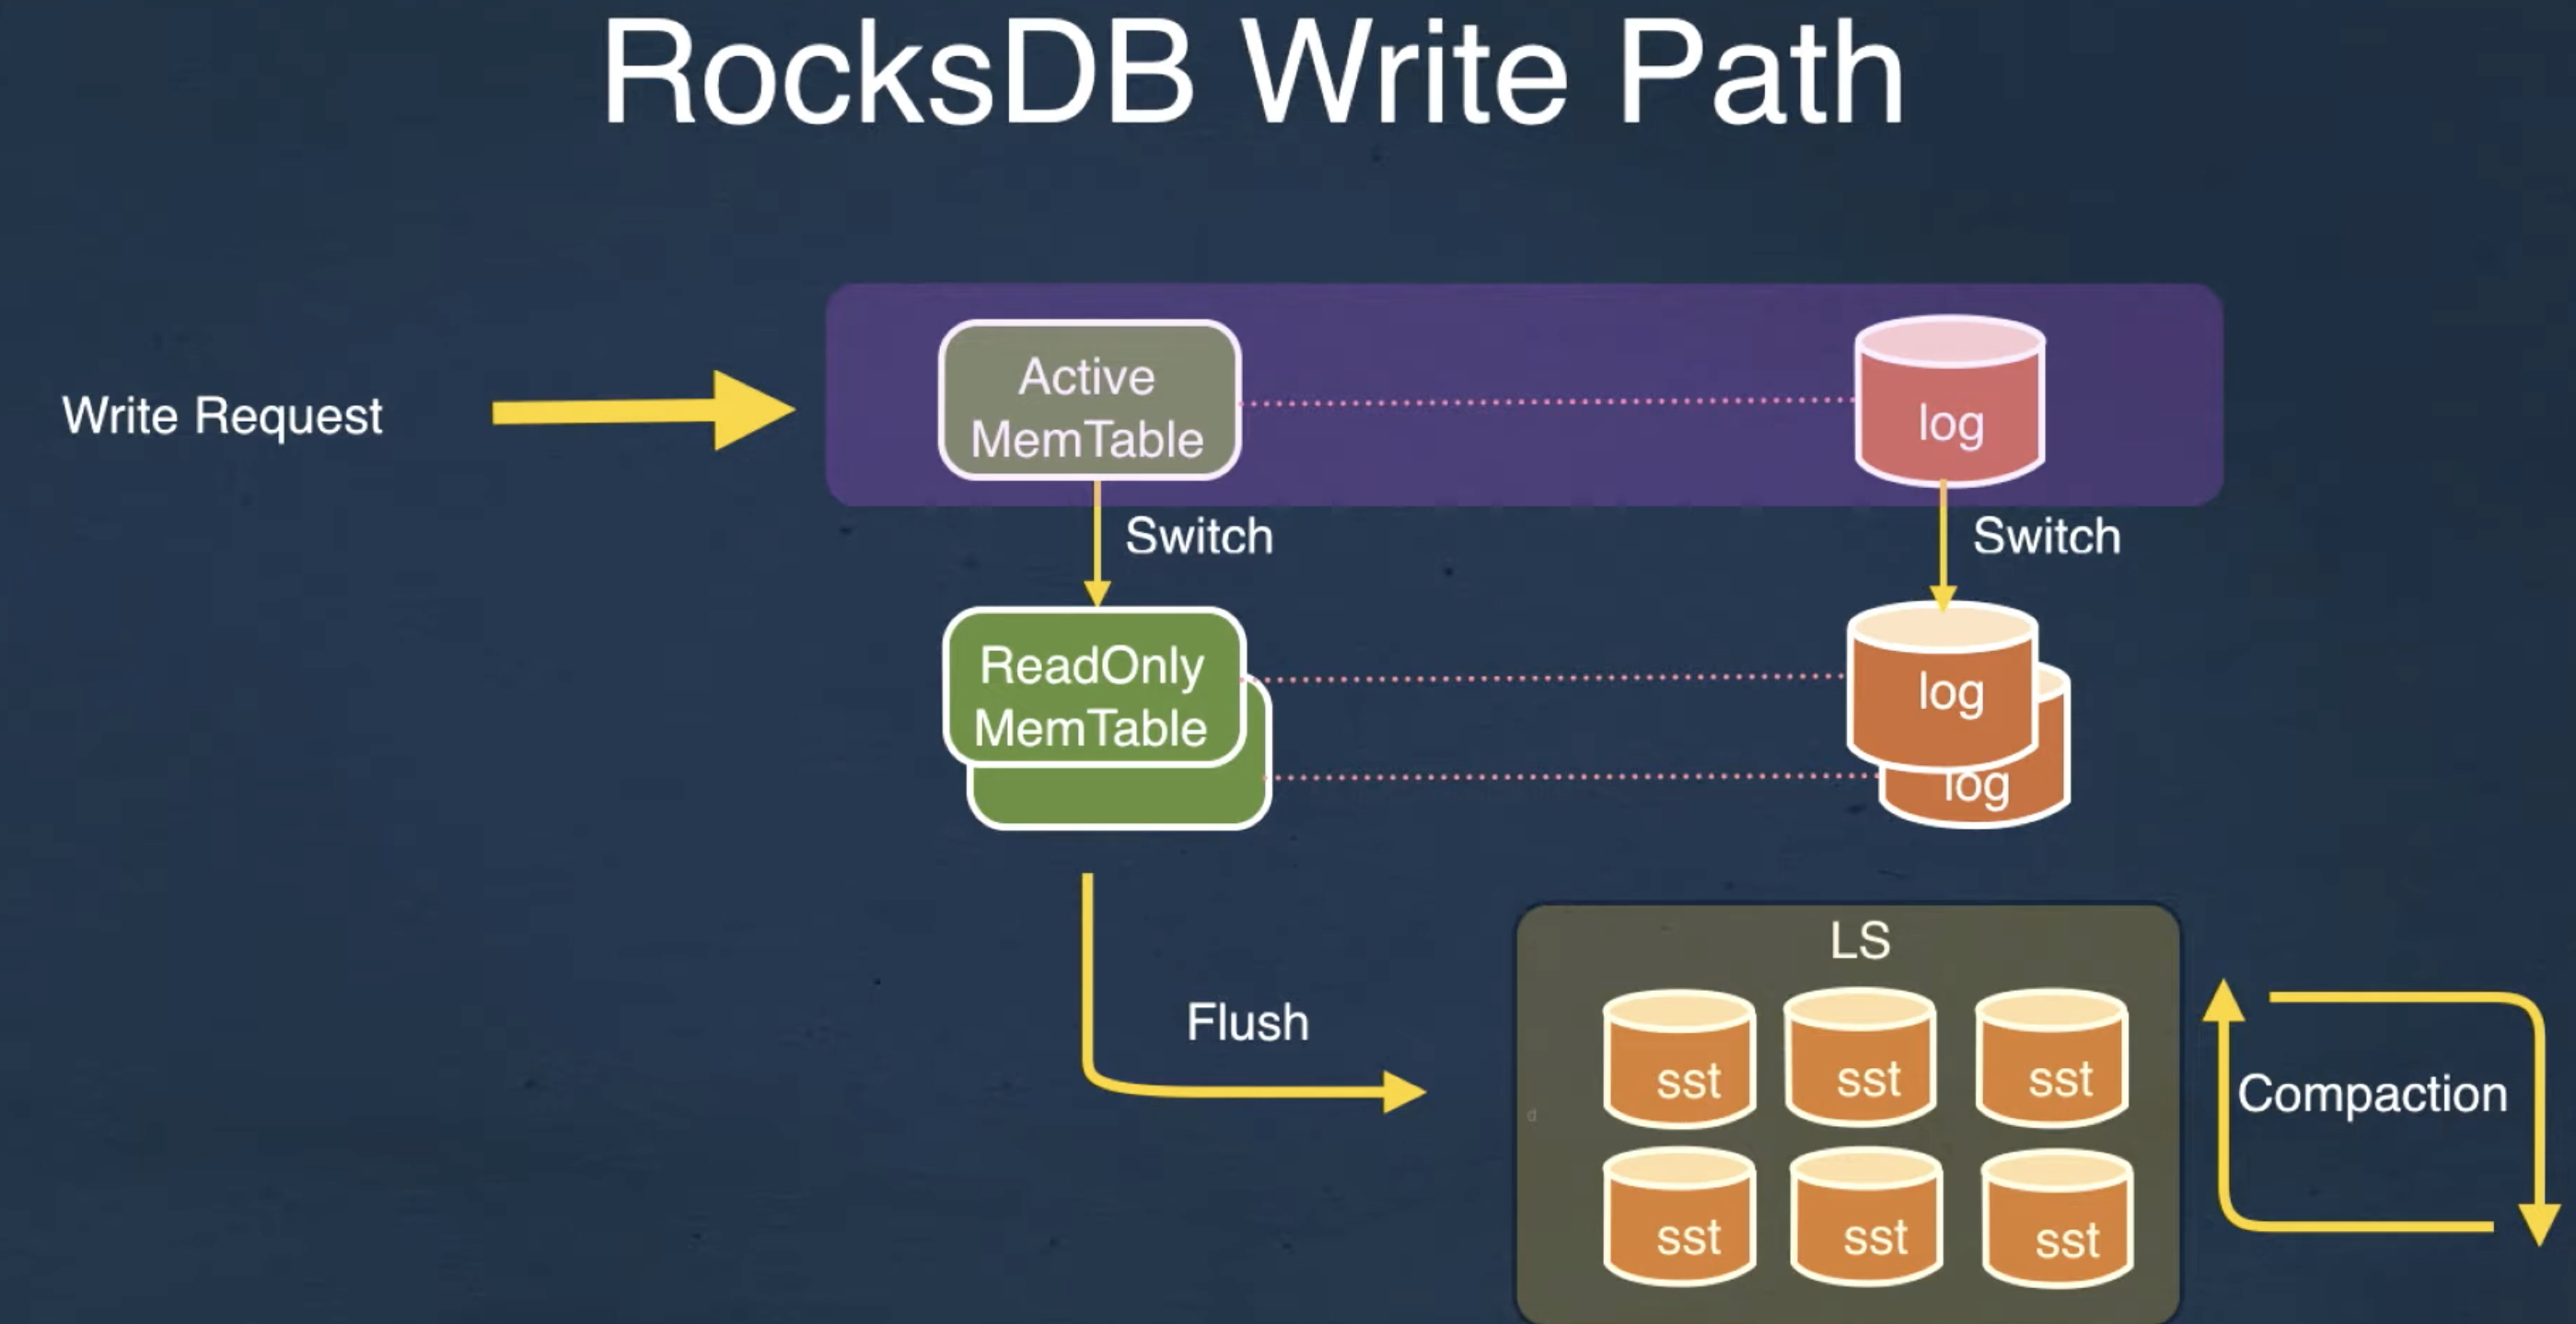 RocksDB Write Path
Write Request
Active
MemTable
log
Switch
Switch
ReadOnly
MemTable
log
log
Flush
LS
sst
sst
sst
Compaction
sst
sst
sst
d